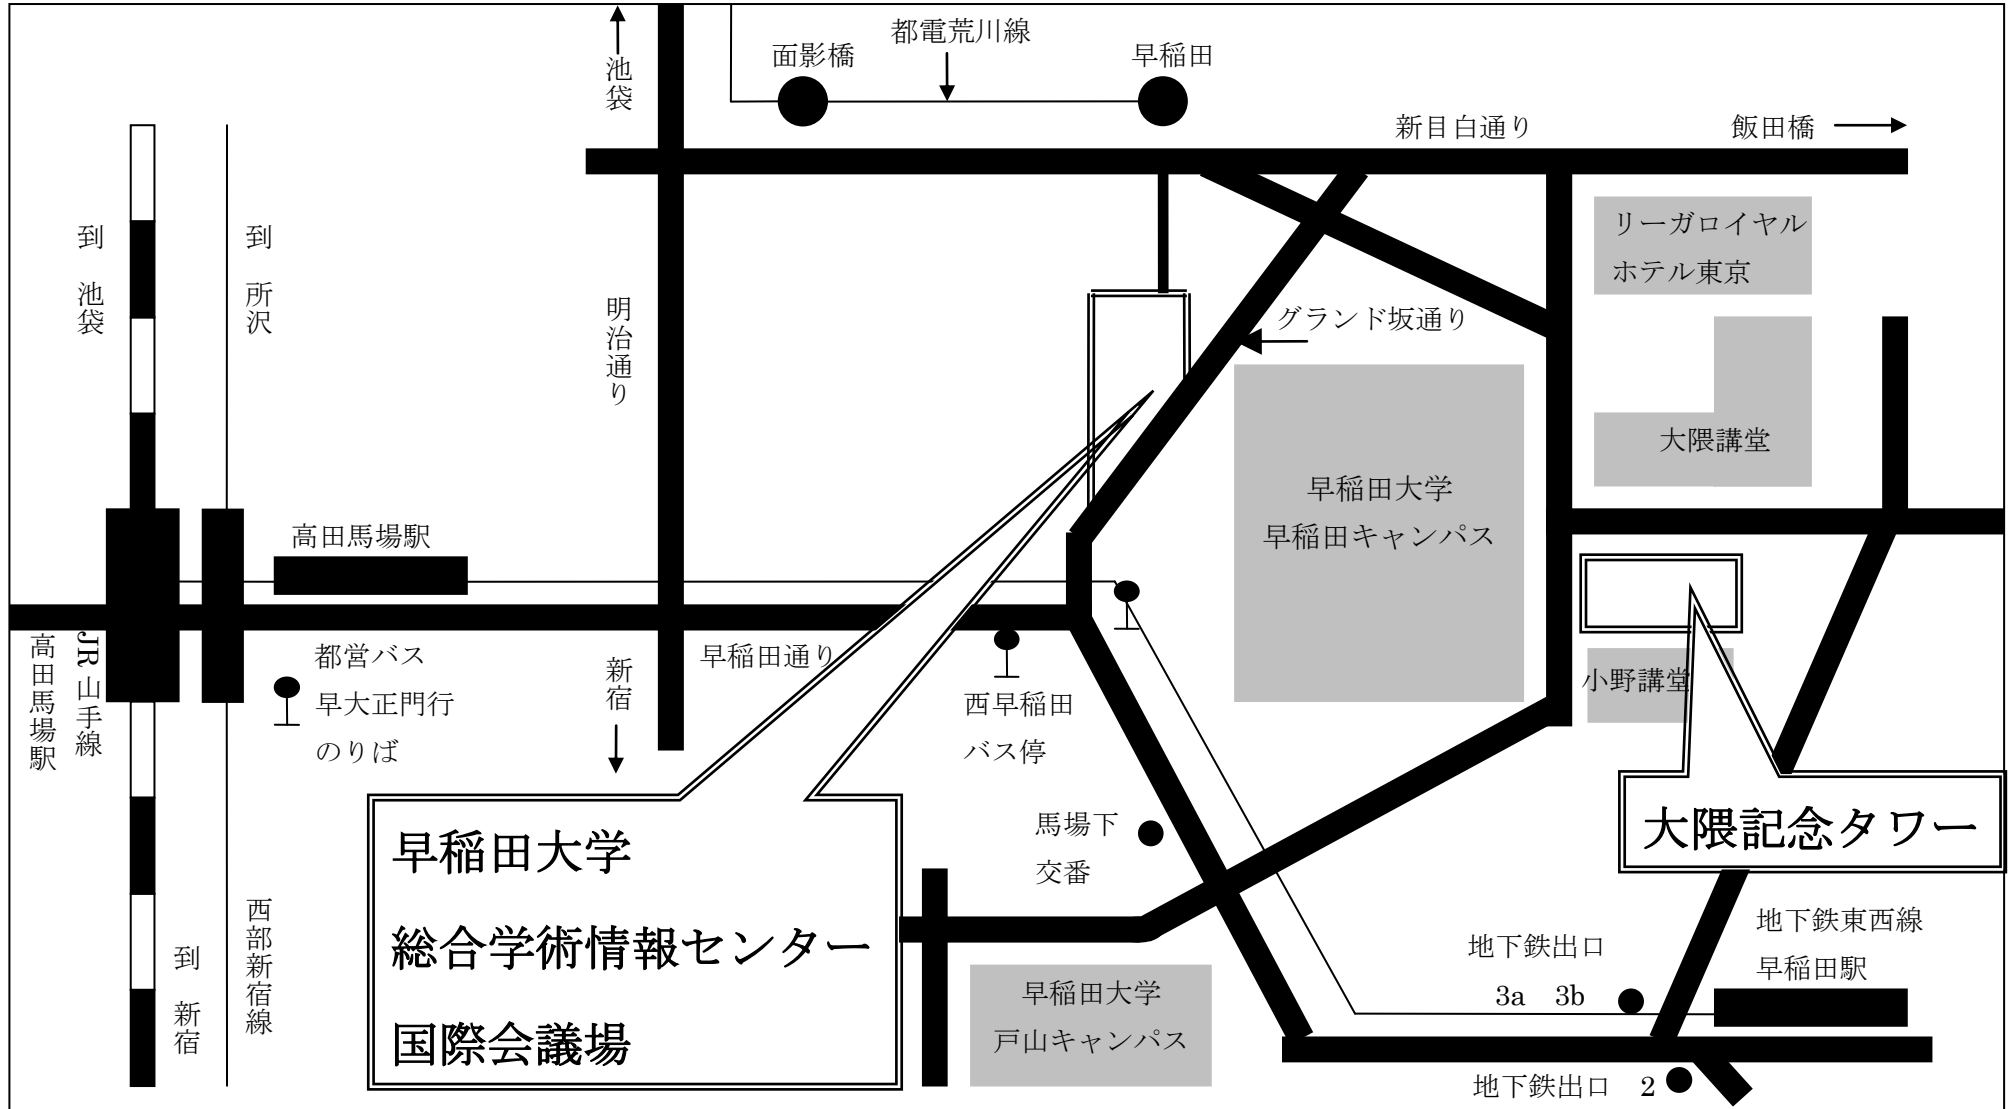 池袋
面影橋
都電荒川線
早稲田
新目白通り
飯田橋
到 池袋
到 所沢
明治通り
グランド坂通り
リーガロイヤル
ホテル東京
大隈講堂
早稲田大学
早稲田キャンパス
高田馬場駅
高田馬場駅
JR山手線
都営バス
早大正門行
のりば
新宿
早稲田通り
西早稲田
バス停
小野講堂
馬場下
交番
大隈記念タワー
早稲田大学
総合学術情報センター
国際会議場
到 新宿
西部新宿線
早稲田大学
戸山キャンパス
地下鉄出口
3a 3b
地下鉄東西線
早稲田駅
地下鉄出口 2